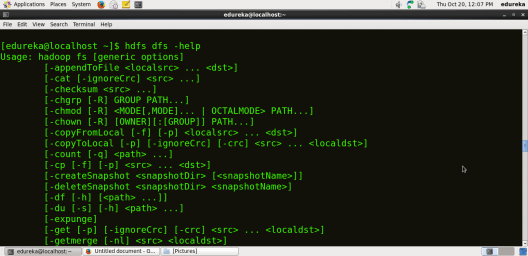 Applications Places System Thu Oct 20, 12:07 PM edureka
edureka@localhost:~
File Edit View Search Terminal Help
[edureka@localhost ~]$ hdfs dfs -help
Usage: hadoop fs [generic options]
[-appendToFile <localsrc> ... <dst>]
[-cat [-ignoreCrc] <src> ...]
[-checksum <src> ...]
[-chgrp [-R] GROUP PATH...]
[-chmod [-R] <MODE[,MODE]... | OCTALMODE> PATH...]
[-chown [-R] [OWNER][:[GROUP]] PATH...]
[-copyFromLocal [-f] [-p] <localsrc> ... <dst>]
[-copyToLocal [-p] [-ignoreCrc] [-crc] <src> ... <localdst>]
[-count [-q] <path> ...]
[-cp [-f] [-p] <src> ... <dst>]
[-createSnapshot <snapshotDir> [<snapshotName>]]
[-deleteSnapshot <snapshotDir> <snapshotName>]
[-df [-h] [<path> ...]]
[-du [-s] [-h] <path> ...]
[-expunge]
[-get [-p] [-ignoreCrc] [-crc] <src> ... <localdst>]
[-getmerge [-nl] <src> <localdst>]
edureka@localhost:~ Untitled document - G... [Pictures]